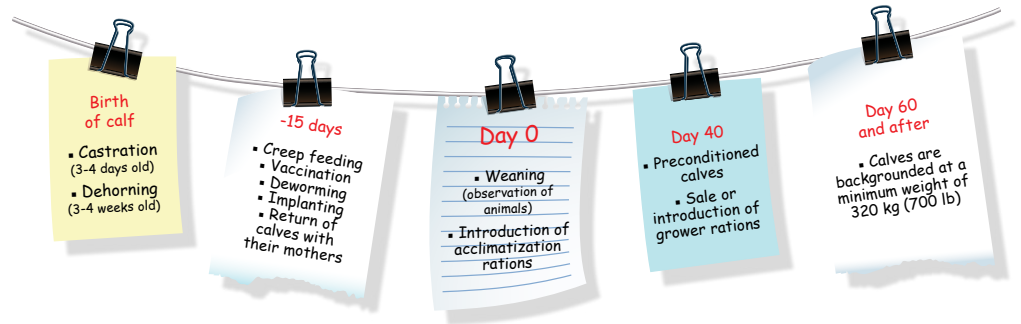 Birth
of calf
▪ Castration
(3-4 days old)
▪ Dehorning
(3-4 weeks old)
-15 days
▪ Creep feeding
▪ Vaccination
▪ Deworming
▪ Implanting
▪ Return of
calves with
their mothers
Day 0
▪ Weaning
(observation of
animals)
▪ Introduction of
acclimatization
rations
Day 40
▪ Preconditioned
calves
▪ Sale or
introduction of
grower rations
Day 60
and after
▪ Calves are
backgrounded at a
minimum weight of
320 kg (700 lb)